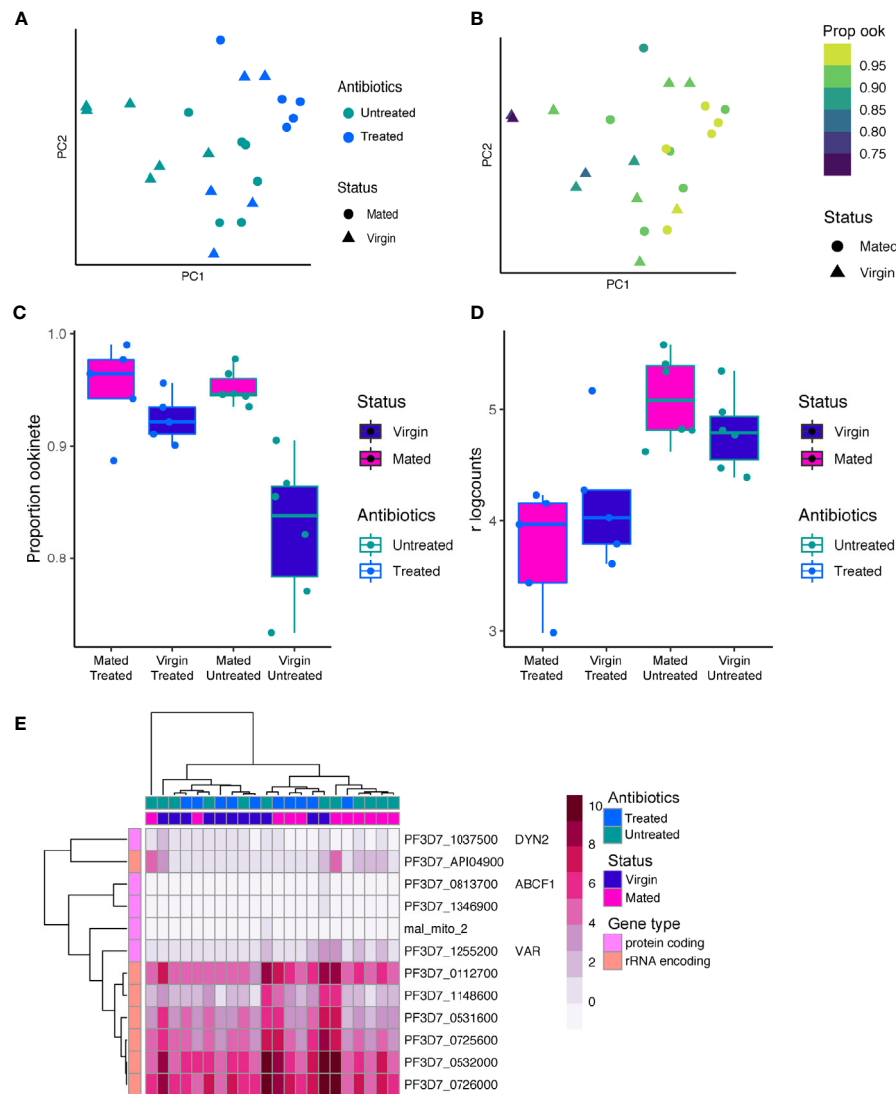 A
PC2
PC1
Antibiotics
Untreated
Treated
Status
Mated
Virgin
B
PC2
PC1
Prop ook
0.95
0.90
0.85
0.80
0.75
Status
Mated
Virgin
C
Proportion ookinete
1.0
0.9
0.8
Mated Virgin Mated Virgin
Treated Treated Untreated Untreated
Status
Virgin
Mated
Antibiotics
Untreated
Treated
D
r logcounts
5
4
3
Mated Virgin Mated Virgin
Treated Treated Untreated Untreated
Status
Virgin
Mated
Antibiotics
Untreated
Treated
E
PF3D7_1037500 DYN2
PF3D7_API04900
PF3D7_0813700 ABCF1
PF3D7_1346900
mal_mito_2
PF3D7_1255200 VAR
PF3D7_0112700
PF3D7_1148600
PF3D7_0531600
PF3D7_0725600
PF3D7_0532000
PF3D7_0726000
10
8
6
4
2
0
Antibiotics
Treated
Untreated
Status
Virgin
Mated
Gene type
protein coding
rRNA encoding